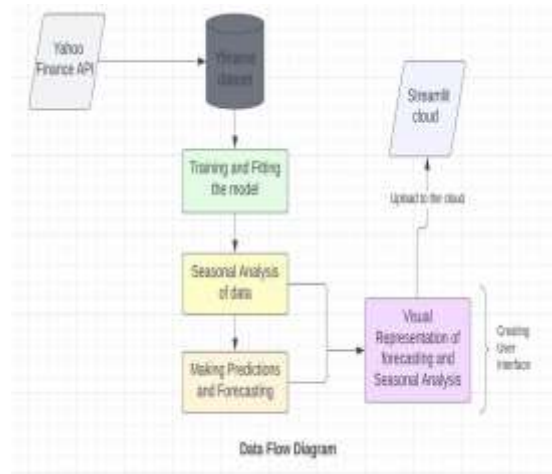 Yahoo
Finance API
dataset
Training and Fitting
the model
Seasonal Analysis
of data
Making Predictions
and Forecasting
Visual
Representation of
forecasting and
Seasonal Analysis
Creating
User
Interface
Upload to the cloud
Streamlit
cloud
Data Flow Diagram